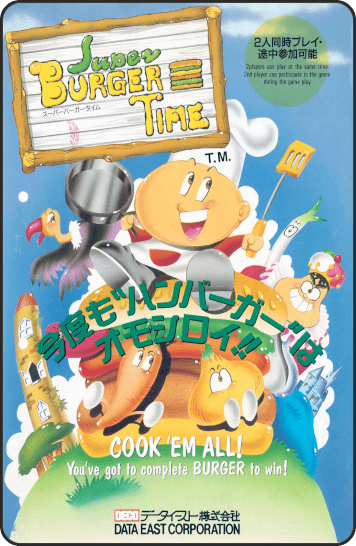 Super
BURGER
TIME
スーパーバーガータイム
2人同時プレイ・
途中参加可能
2players can play at the same time.
2nd player can participate in the game
during the game play.
T.M.
今度も“ハンバーガー”は
オモシロイ!!
COOK 'EM ALL!
You've got to complete BURGER to win!
DECO データイースト株式会社
DATA EAST CORPORATION